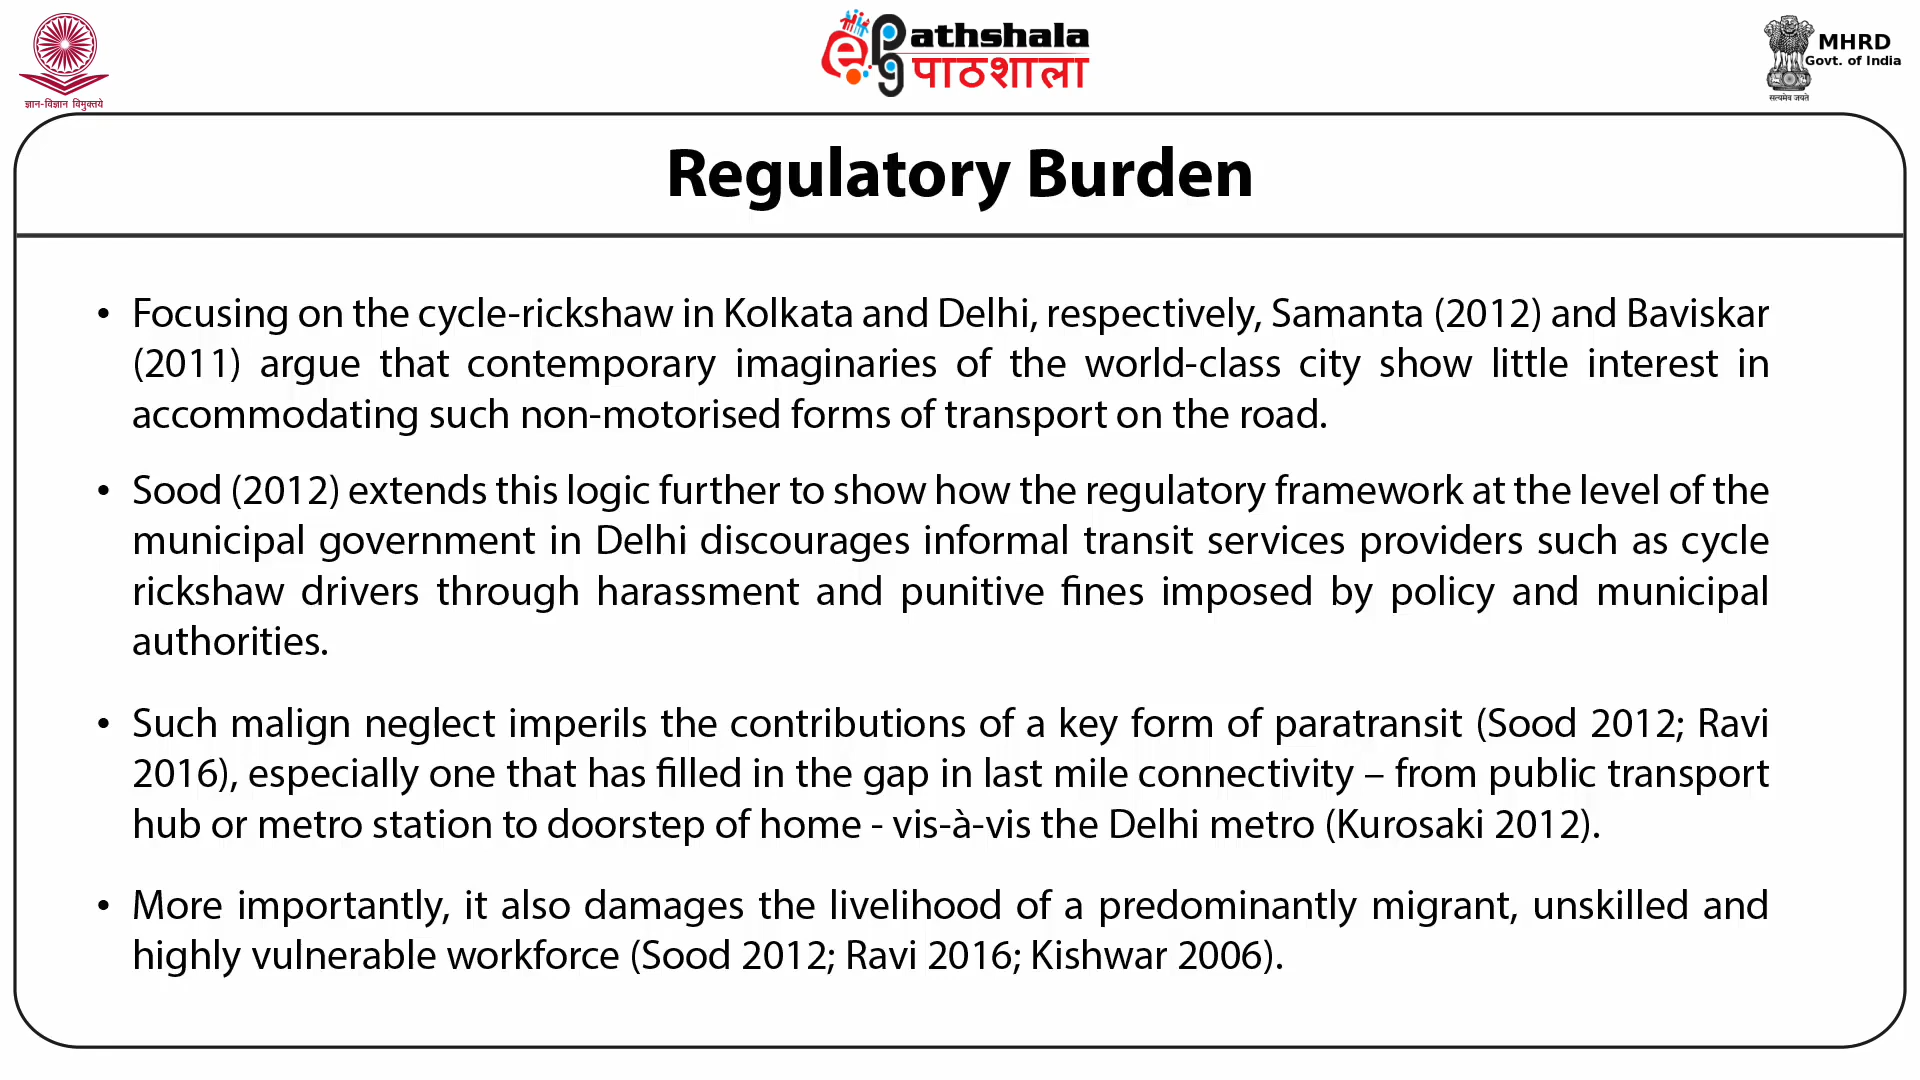 ज्ञान-विज्ञान विमुक्तये
ePathshala
पाठशाला
MHRD
Govt. of India
सत्यमेव जयते
Regulatory Burden
• Focusing on the cycle-rickshaw in Kolkata and Delhi, respectively, Samanta (2012) and Baviskar
(2011) argue that contemporary imaginaries of the world-class city show little interest in
accommodating such non-motorised forms of transport on the road.
• Sood (2012) extends this logic further to show how the regulatory framework at the level of the
municipal government in Delhi discourages informal transit services providers such as cycle
rickshaw drivers through harassment and punitive fines imposed by policy and municipal
authorities.
• Such malign neglect imperils the contributions of a key form of paratransit (Sood 2012; Ravi
2016), especially one that has filled in the gap in last mile connectivity – from public transport
hub or metro station to doorstep of home - vis-à-vis the Delhi metro (Kurosaki 2012).
• More importantly, it also damages the livelihood of a predominantly migrant, unskilled and
highly vulnerable workforce (Sood 2012; Ravi 2016; Kishwar 2006).